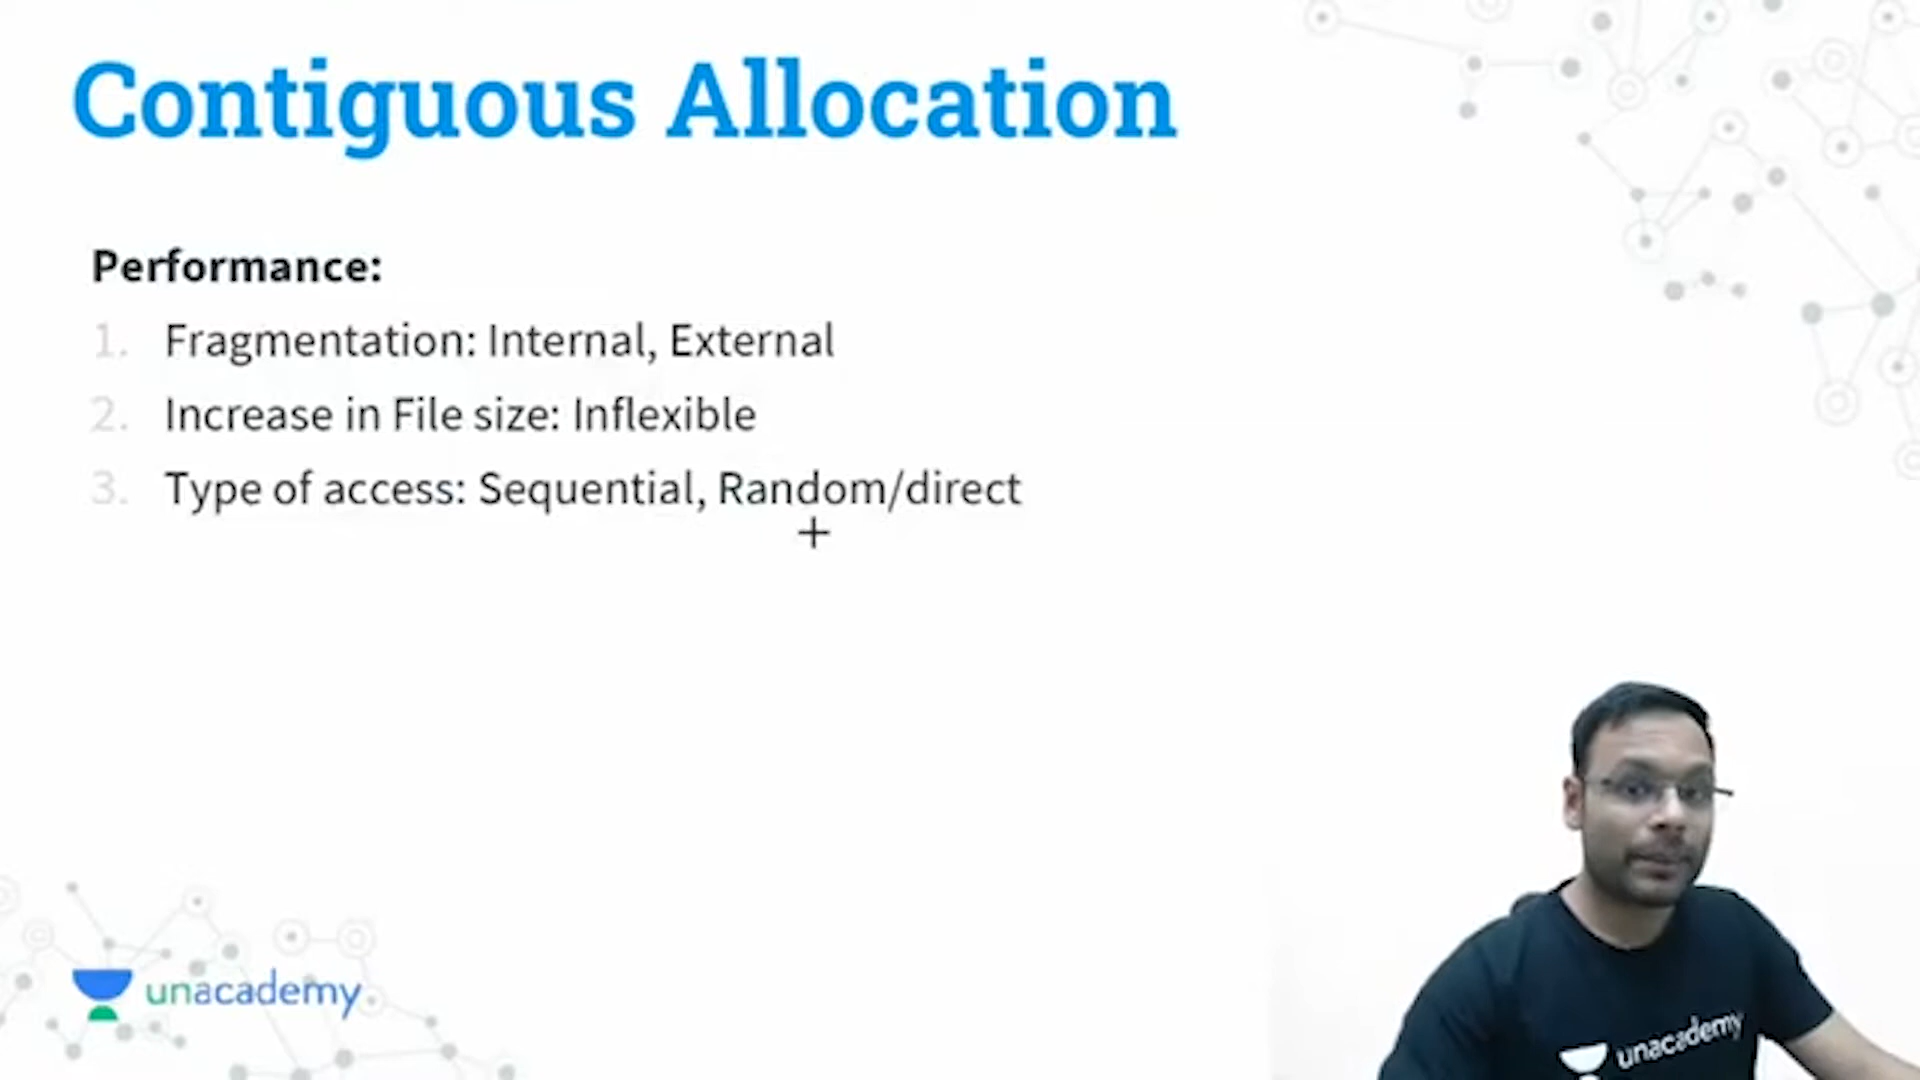 Contiguous Allocation
Performance:
1. Fragmentation: Internal, External
2. Increase in File size: Inflexible
3. Type of access: Sequential, Random/direct
unacademy
unacademy